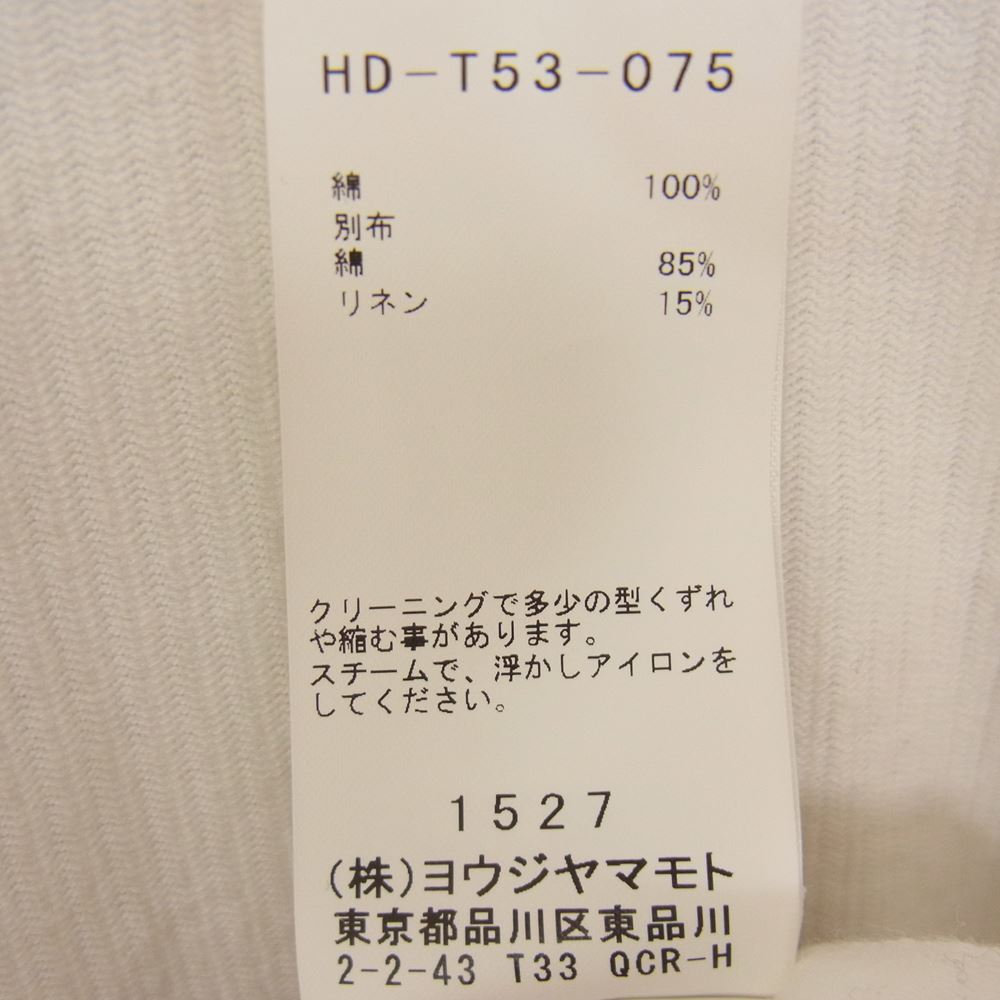 HD-T53-075
綿 100%
別布
綿 85%
リネン 15%
クリーニングで多少の型くずれ
や縮む事があります。
スチームで、浮かしアイロンを
してください。
1527
(株)ヨウジヤマモト
東京都品川区東品川
2-2-43 T33 QCR-H